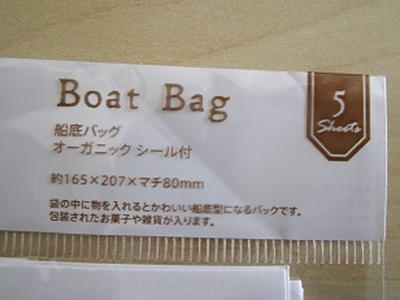 Boat Bag
5
Sheets
船底バッグ
オーガニック シール付
約165×207×マチ80mm
袋の中に物を入れるとかわいい船底型になるバックです。
包装されたお菓子や雑貨が入ります。